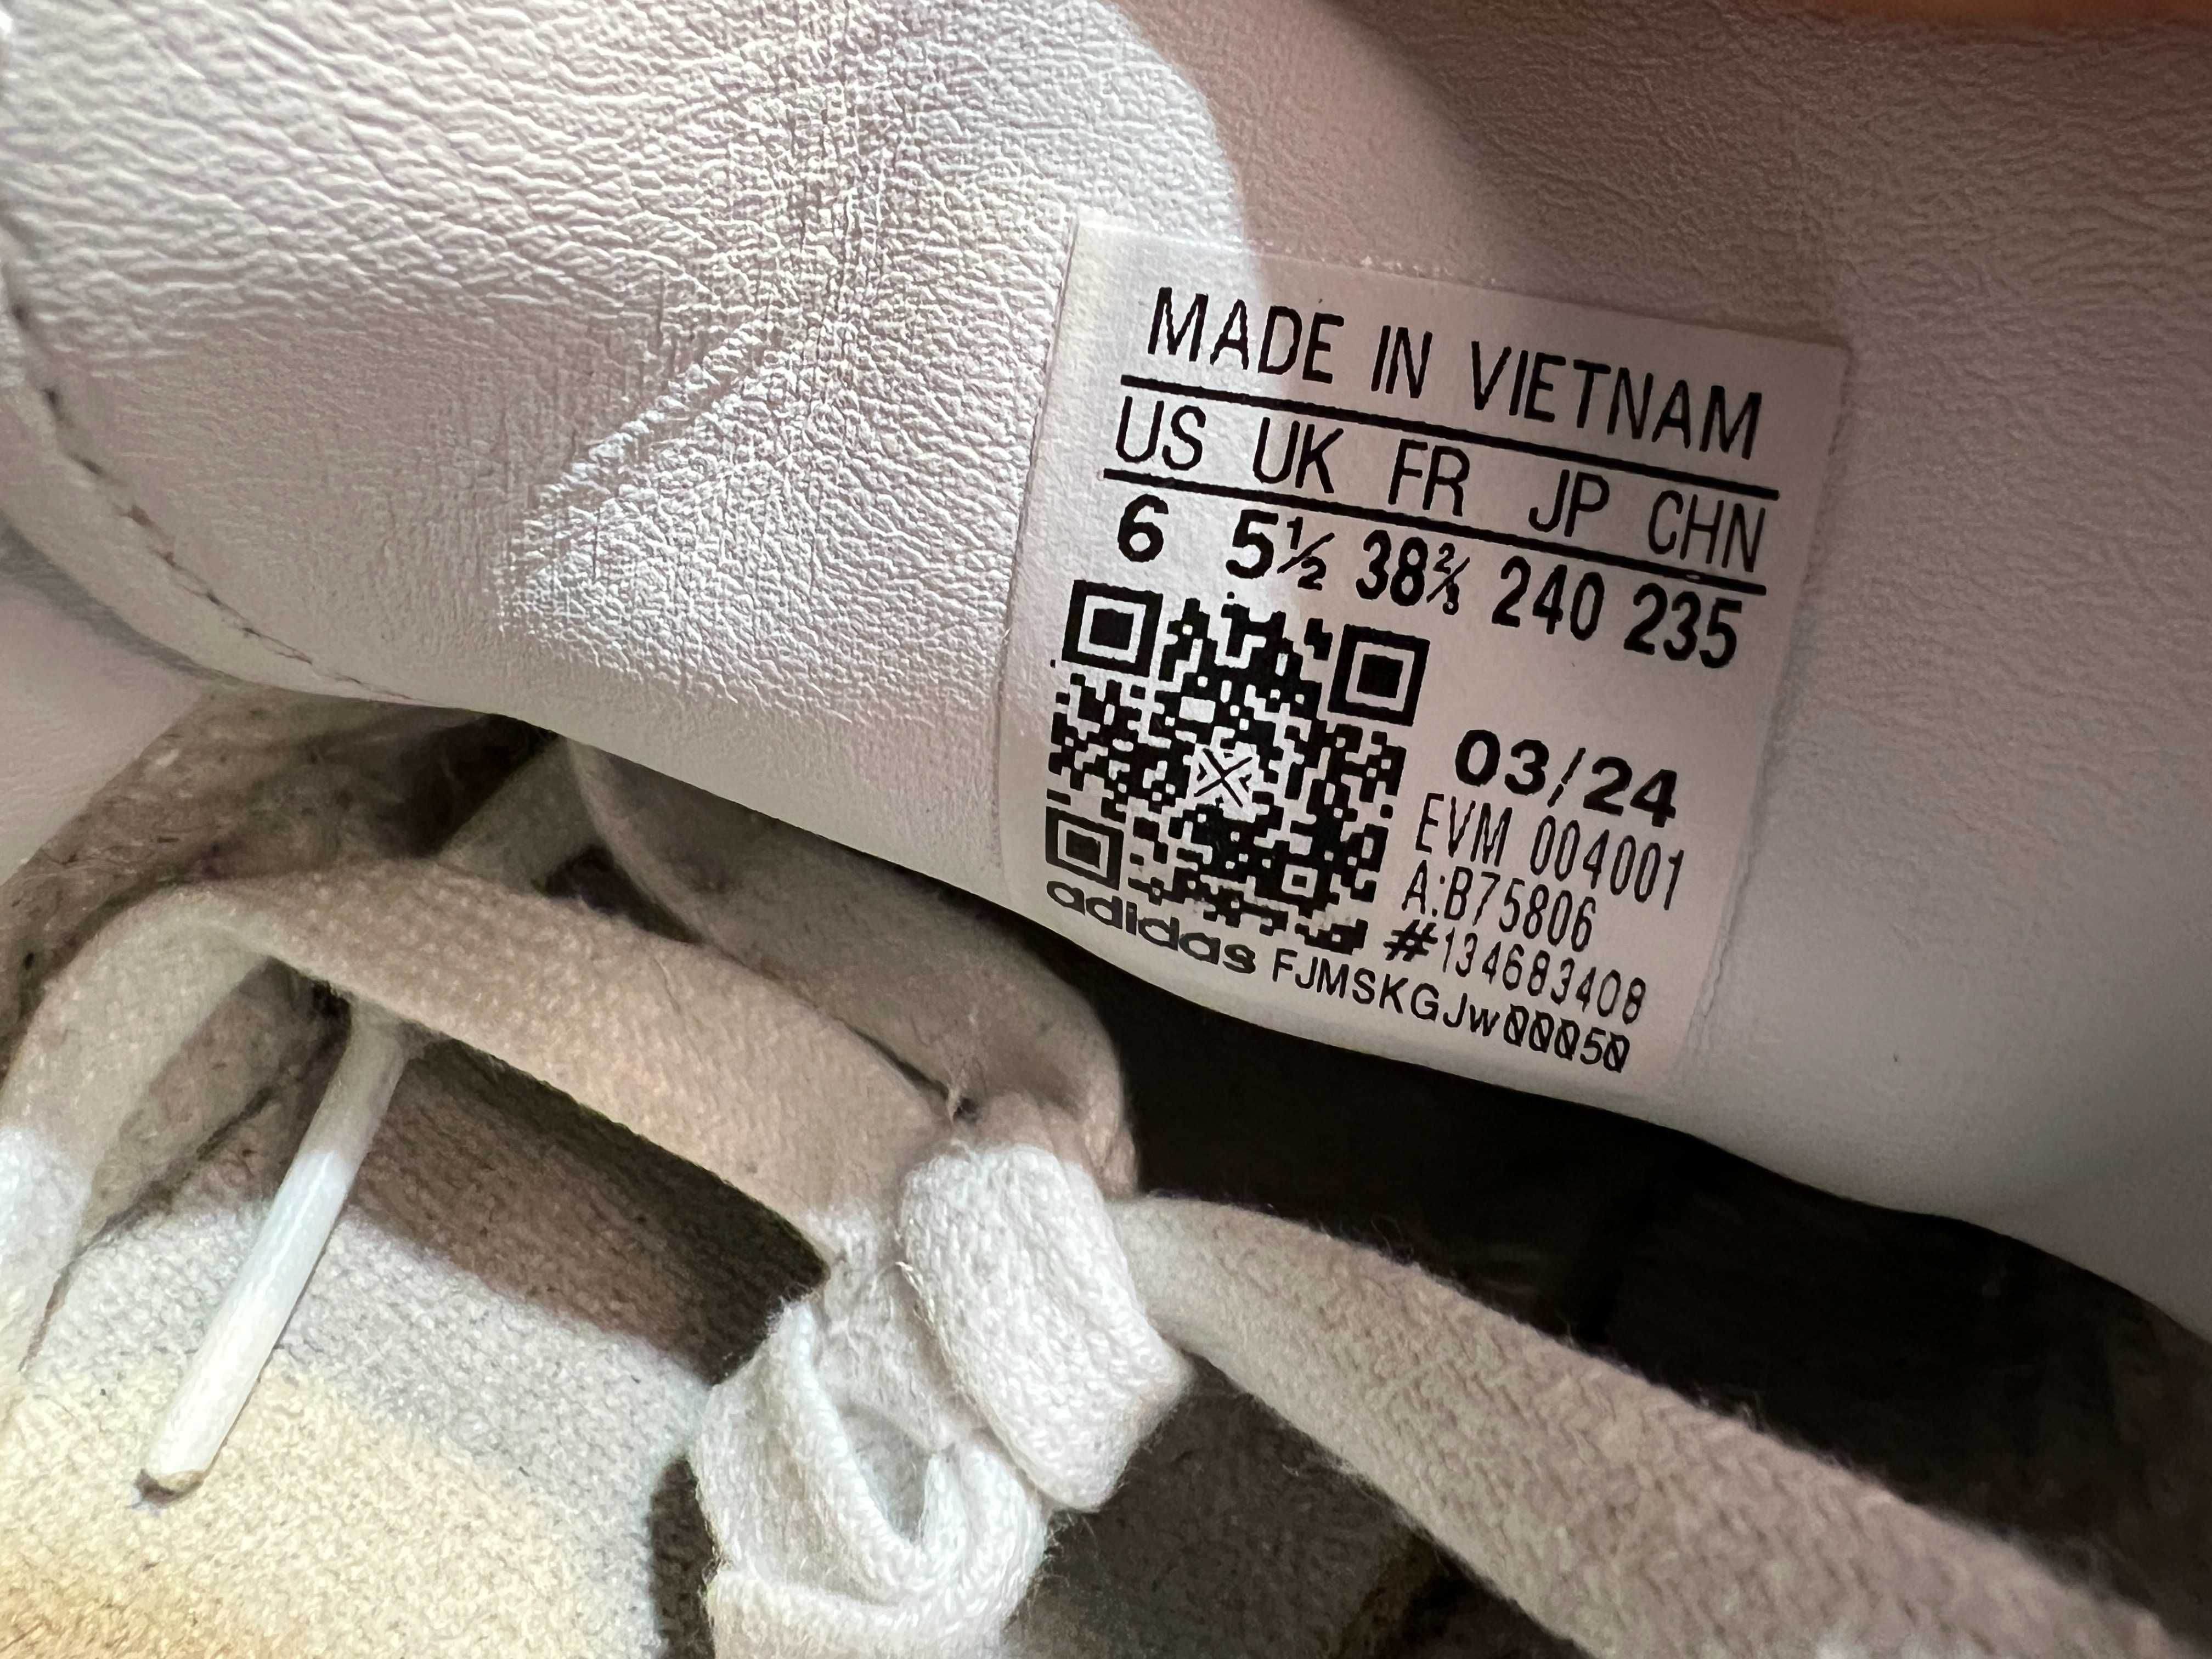 MADE IN VIETNAM
US UK FR JP CHN
6 5½ 38⅔ 240 235
03/24
EVM 004001
A:B75806
#134683408
adidas FJMSKGJw00050